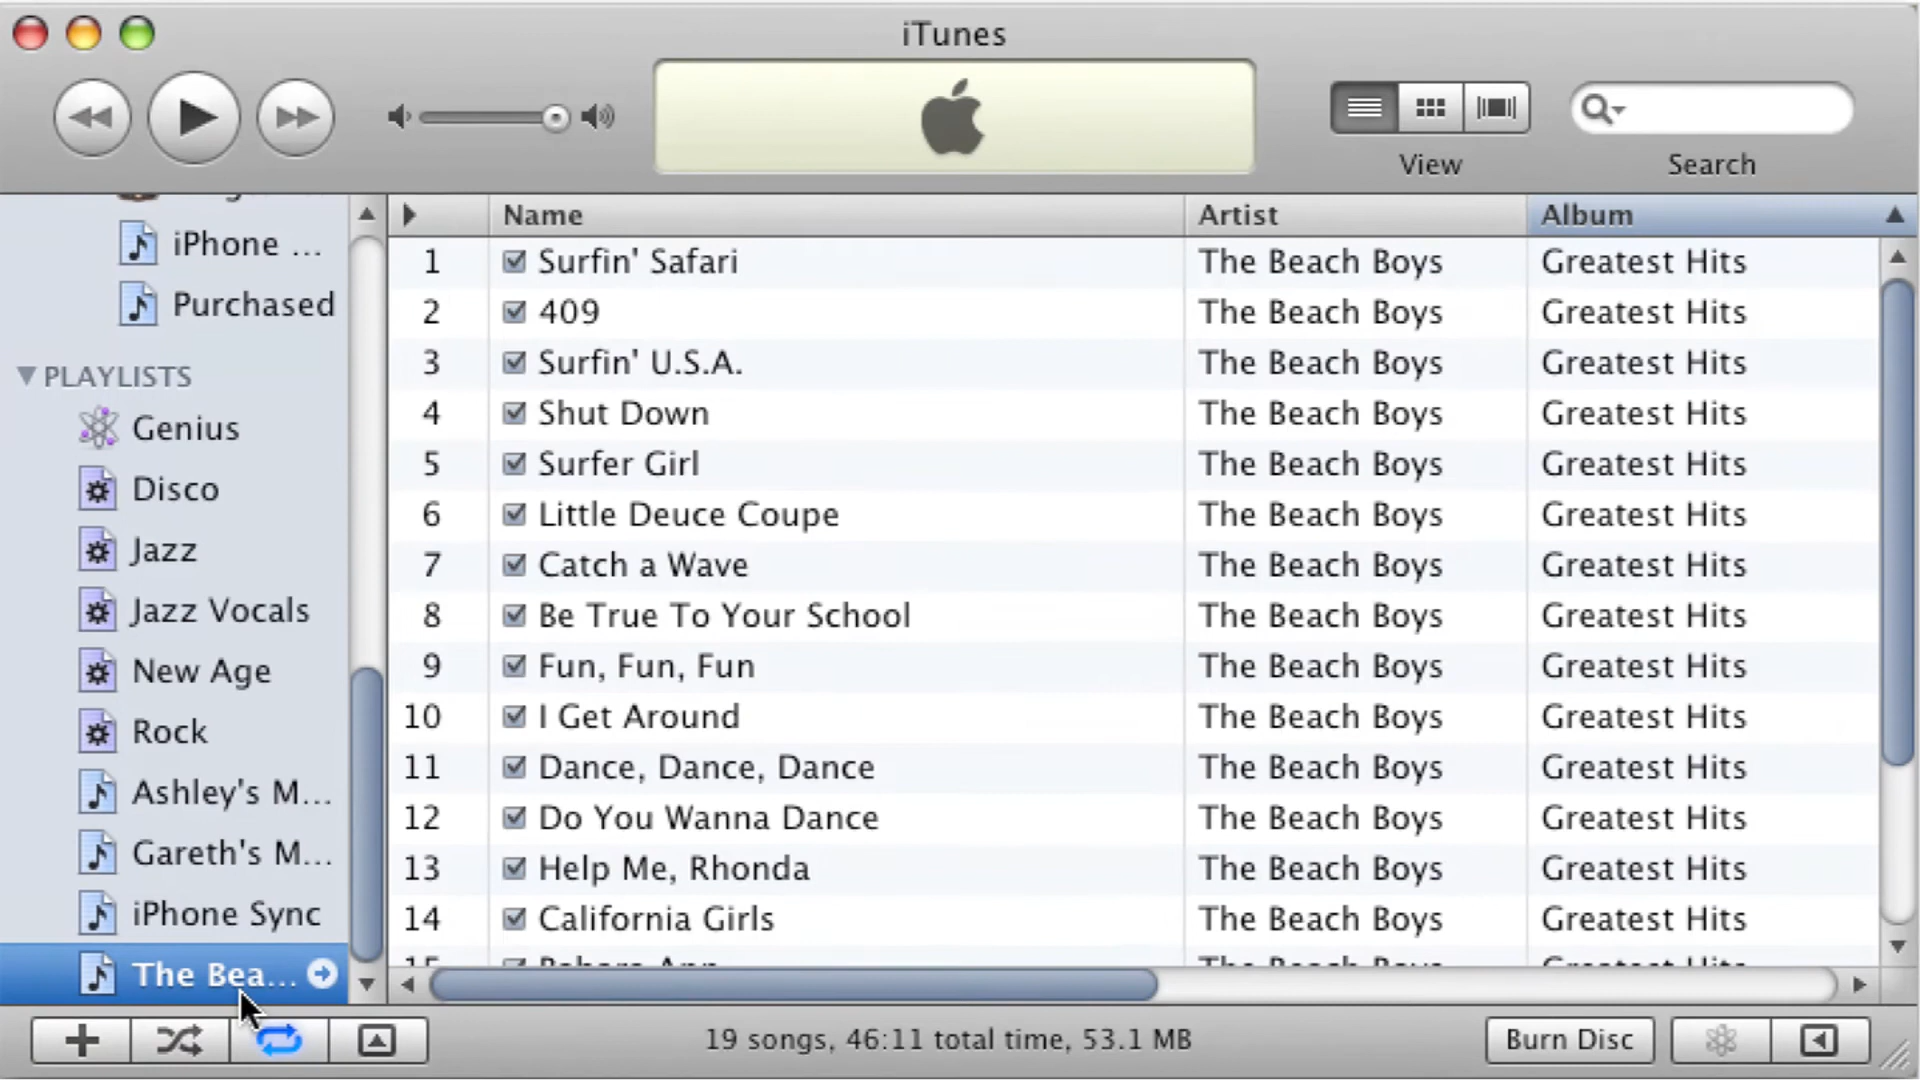 iTunes
View
Search
iPhone ...
Purchased
PLAYLISTS
Genius
Disco
Jazz
Jazz Vocals
New Age
Rock
Ashley's M...
Gareth's M...
iPhone Sync
The Bea...
Name Artist Album
1 Surfin' Safari The Beach Boys Greatest Hits
2 409 The Beach Boys Greatest Hits
3 Surfin' U.S.A. The Beach Boys Greatest Hits
4 Shut Down The Beach Boys Greatest Hits
5 Surfer Girl The Beach Boys Greatest Hits
6 Little Deuce Coupe The Beach Boys Greatest Hits
7 Catch a Wave The Beach Boys Greatest Hits
8 Be True To Your School The Beach Boys Greatest Hits
9 Fun, Fun, Fun The Beach Boys Greatest Hits
10 I Get Around The Beach Boys Greatest Hits
11 Dance, Dance, Dance The Beach Boys Greatest Hits
12 Do You Wanna Dance The Beach Boys Greatest Hits
13 Help Me, Rhonda The Beach Boys Greatest Hits
14 California Girls The Beach Boys Greatest Hits
19 songs, 46:11 total time, 53.1 MB
Burn Disc